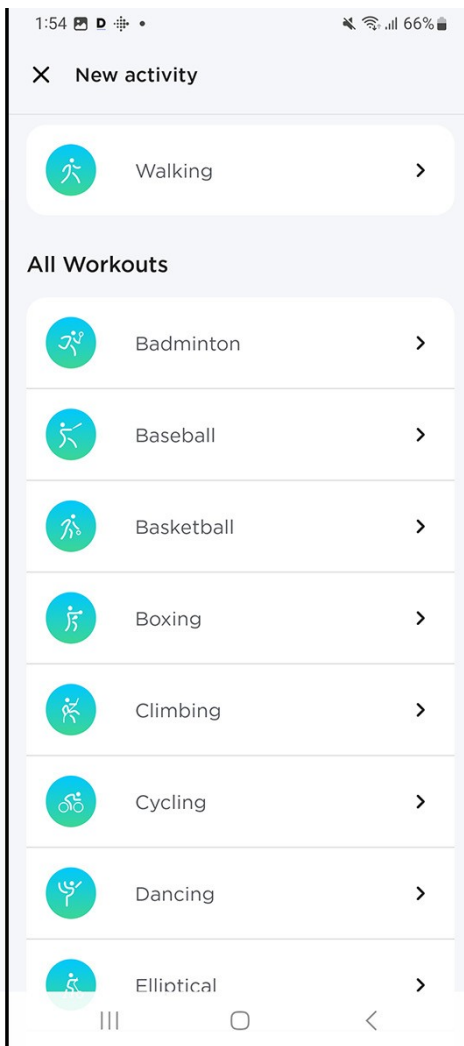 1:54 D 66%
New activity
Walking
All Workouts
Badminton
Baseball
Basketball
Boxing
Climbing
Cycling
Dancing
Elliptical